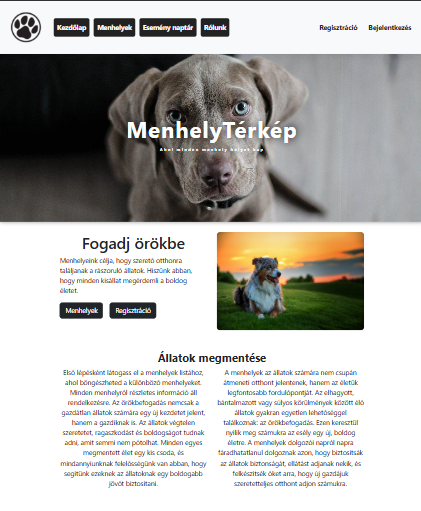 Kezdőlap Menhelyek Esemény naptár Rólunk Regisztráció Bejelentkezés
MenhelyTérkép
Ahol minden menhely helyet kap
Fogadj örökbe
Menhelyeink célja, hogy szerető otthonra
találjanak a rászoruló állatok. Hiszünk abban,
hogy minden kisállat megérdemli a boldog
életet.
Menhelyek Regisztráció
Állatok megmentése
Első lépésként látogass el a menhelyek listához,
ahol böngészheted a különböző menhelyeket.
Minden menhelyről részletes információ áll
rendelkezésre. Az örökbefogadás nemcsak a
gazdátlan állatok számára egy új kezdetet jelent,
hanem a gazdiknak is. Az állatok végtelen
szeretetet, ragaszkodást és boldogságot tudnak
adni, amit semmi nem pótolhat. Minden egyes
megmentett élet egy kis csoda, és
mindannyiunknak felelősségünk van abban, hogy
segítünk ezeknek az állatoknak egy boldogabb
jövőt biztosítani.
A menhelyek az állatok számára nem csupán
átmeneti otthont jelentenek, hanem az életük
legfontosabb fordulópontját. Az elhagyott,
bántalmazott vagy súlyos körülmények között élő
állatok gyakran egyetlen lehetőséggel
találkoznak: az örökbefogadás. Ezen keresztül
nyílik meg számukra az esély egy új, boldog
életre. A menhelyek dolgozói napról napra
fáradhatatlanul dolgoznak azon, hogy biztosítsák
az állatok biztonságát, ellátást adjanak nekik, és
felkészítsék őket arra, hogy új gazdájuk
szeretetteljes otthont adjon számukra.